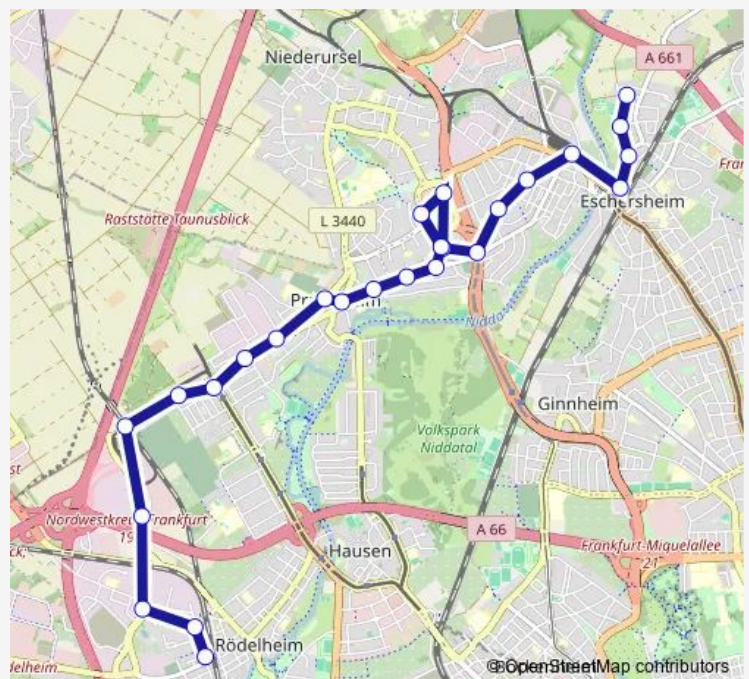 Niederursel
A 661
Eschersheim
Raststätte Taunusblick
L 3440
Nidda
Ginnheim
Volkspark
Niddatal
Nordwestkreuz Frankfurt
A 66
Hausen
Frankfurt-Miquelallee
21
Rödelheim
© OpenStreetMap contributors